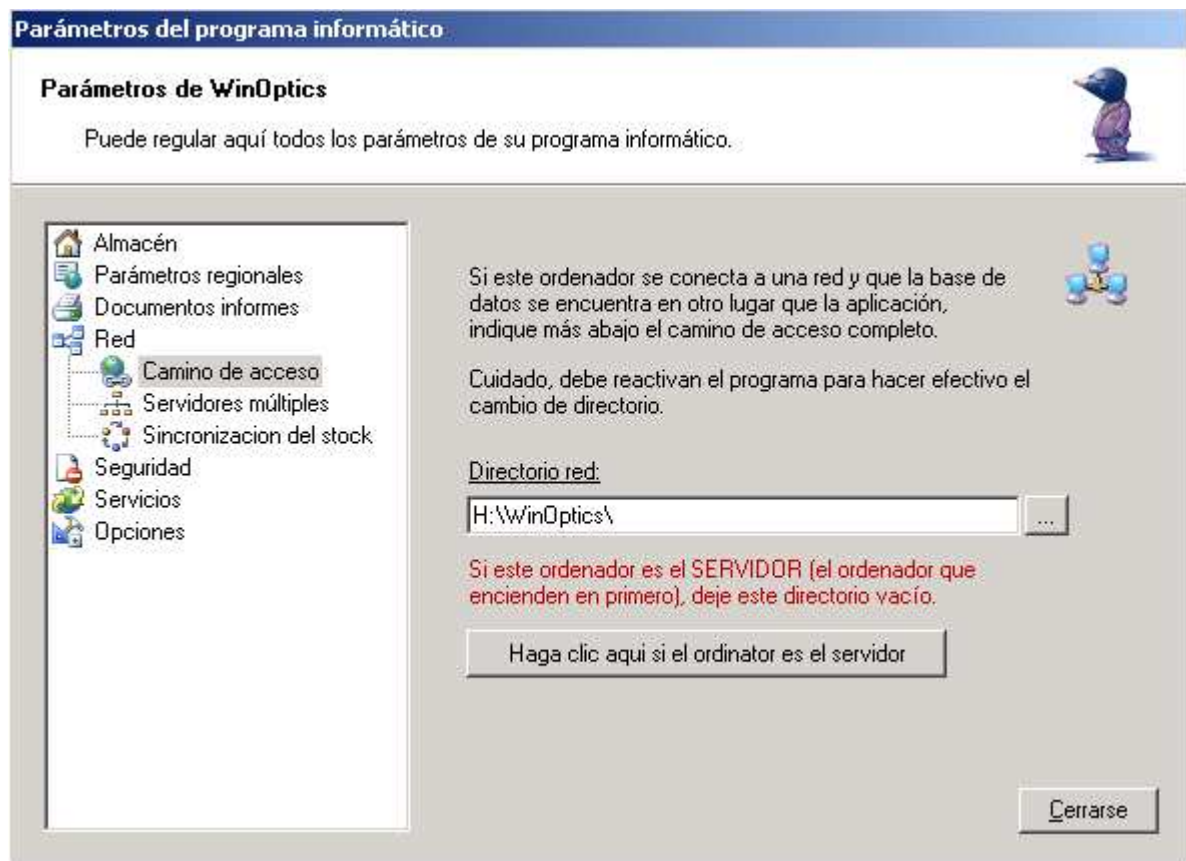 Parámetros del programa informático
Parámetros de WinOptics
Puede regular aquí todos los parámetros de su programa informático.
Almacén
Parámetros regionales
Documentos informes
Red
Camino de acceso
Servidores múltiples
Sincronizacion del stock
Seguridad
Servicios
Opciones
Si este ordenador se conecta a una red y que la base de
datos se encuentra en otro lugar que la aplicación,
indique más abajo el camino de acceso completo.
Cuidado, debe reactivan el programa para hacer efectivo el
cambio de directorio.
Directorio red:
H:\WinOptics\
...
Si este ordenador es el SERVIDOR (el ordenador que
encienden en primero), deje este directorio vacío.
Haga clic aqui si el ordinator es el servidor
Cerrarse